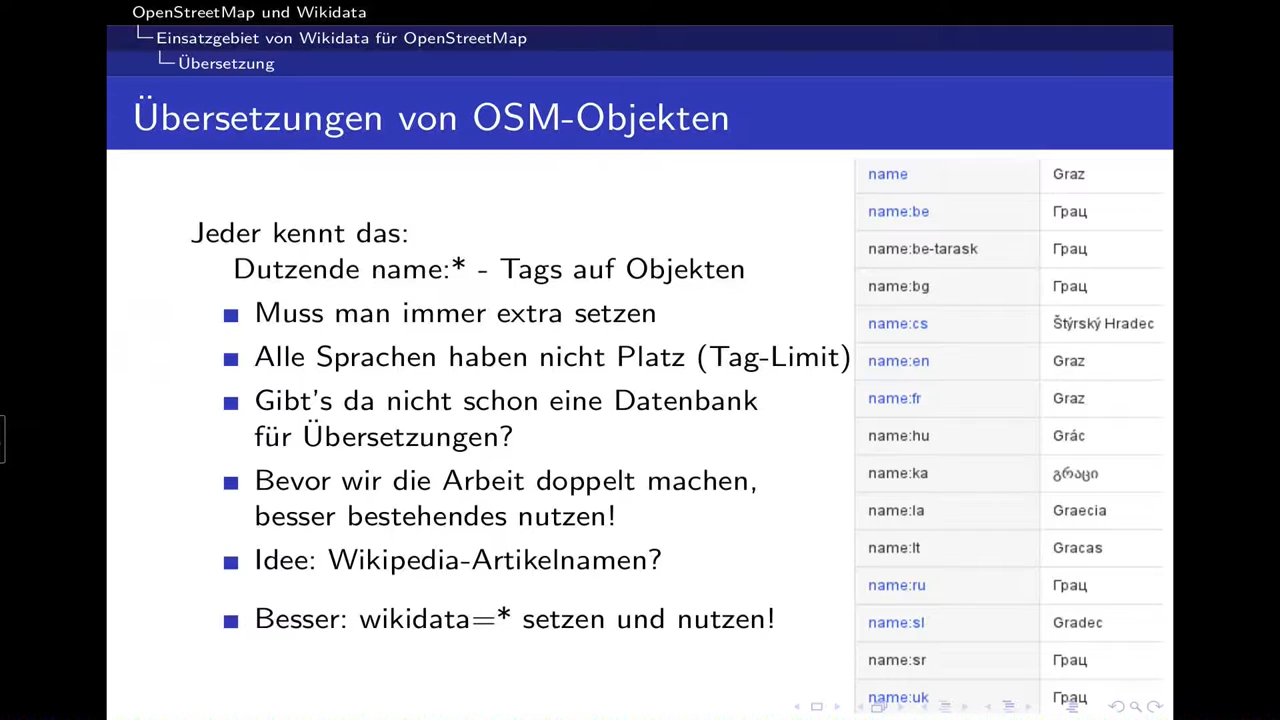 OpenStreetMap und Wikidata
Einsatzgebiet von Wikidata für OpenStreetMap
Übersetzung
Übersetzungen von OSM-Objekten
Jeder kennt das:
Dutzende name:* - Tags auf Objekten
Muss man immer extra setzen
Alle Sprachen haben nicht Platz (Tag-Limit)
Gibt's da nicht schon eine Datenbank
für Übersetzungen?
Bevor wir die Arbeit doppelt machen,
besser bestehendes nutzen!
Idee: Wikipedia-Artikelnamen?
Besser: wikidata=* setzen und nutzen!
name Graz
name:be Грац
name:be-tarask Грац
name:bg Грац
name:cs Štýrský Hradec
name:en Graz
name:fr Graz
name:hu Grác
name:ka გრაცი
name:la Graecia
name:lt Gracas
name:ru Грац
name:sl Gradec
name:sr Грац
name:uk Грац